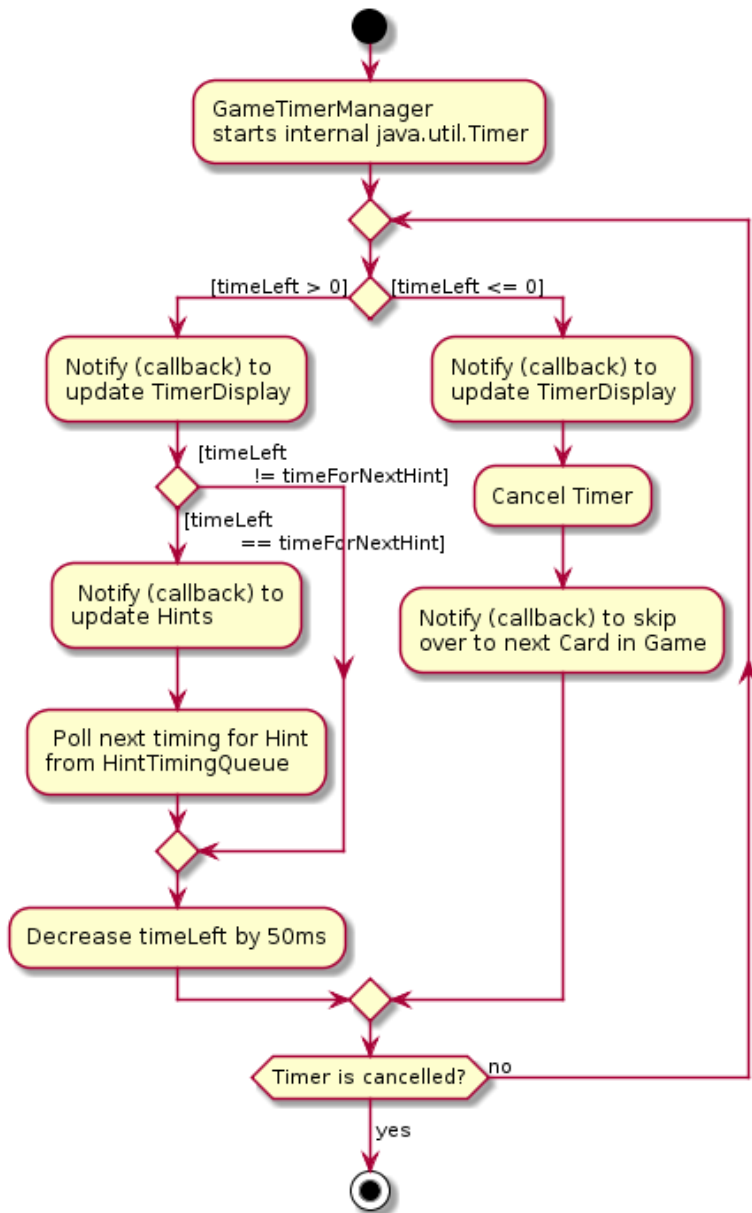 GameTimerManager
starts internal java.util.Timer
[timeLeft > 0]
[timeLeft <= 0]
Notify (callback) to
update TimerDisplay
Notify (callback) to
update TimerDisplay
[timeLeft
!= timeForNextHint]
Cancel Timer
[timeLeft
== timeForNextHint]
Notify (callback) to
update Hints
Notify (callback) to skip
over to next Card in Game
Poll next timing for Hint
from HintTimingQueue
Decrease timeLeft by 50ms
Timer is cancelled?
no
yes